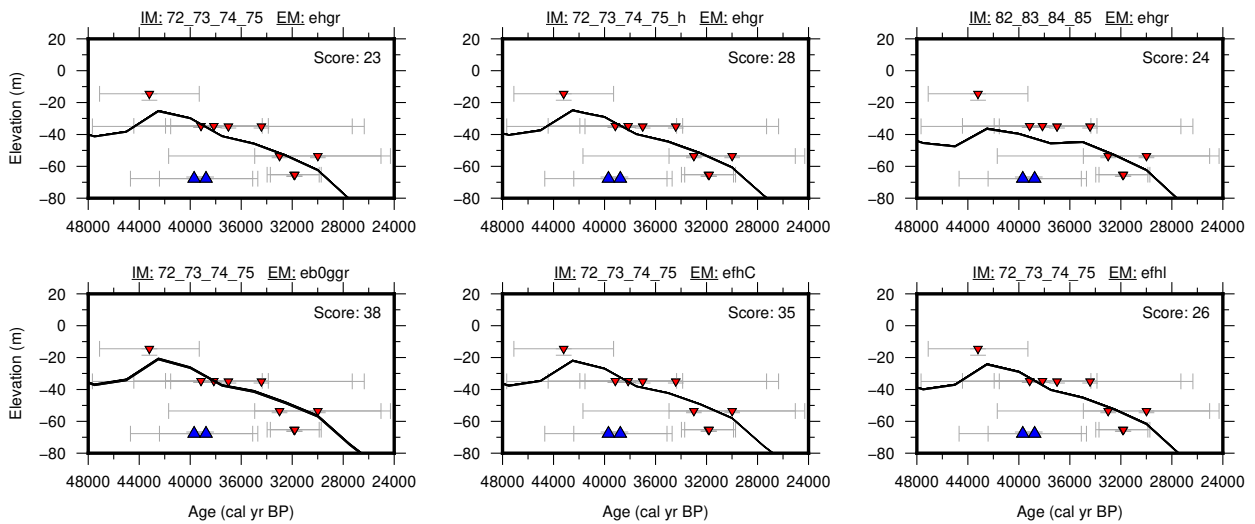 IM: 72_73_74_75 EM: ehgr
IM: 72_73_74_75_h EM: ehgr
IM: 82_83_84_85 EM: ehgr
Score: 23
Score: 28
Score: 24
Elevation (m)
20
0
−20
−40
−60
−80
20
0
−20
−40
−60
−80
20
0
−20
−40
−60
−80
48000 44000 40000 36000 32000 28000 24000
48000 44000 40000 36000 32000 28000 24000
48000 44000 40000 36000 32000 28000 24000
IM: 72_73_74_75 EM: eb0ggr
IM: 72_73_74_75 EM: efhC
IM: 72_73_74_75 EM: efhI
Score: 38
Score: 35
Score: 26
Elevation (m)
20
0
−20
−40
−60
−80
20
0
−20
−40
−60
−80
20
0
−20
−40
−60
−80
48000 44000 40000 36000 32000 28000 24000
48000 44000 40000 36000 32000 28000 24000
48000 44000 40000 36000 32000 28000 24000
Age (cal yr BP)
Age (cal yr BP)
Age (cal yr BP)